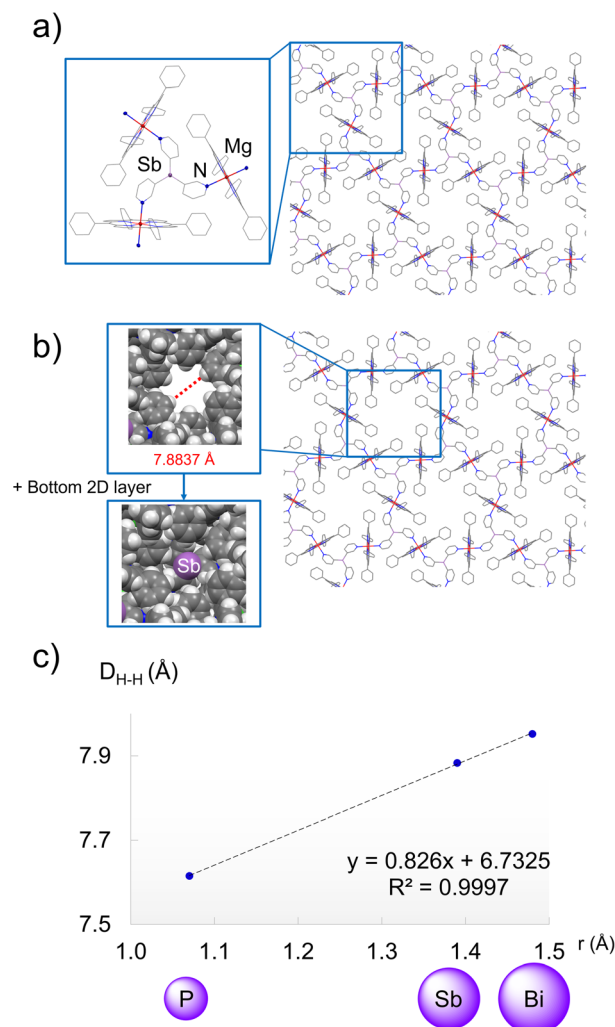 a)
Sb
N
Mg
b)
7.8837 Å
+ Bottom 2D layer
Sb
c)
D_H-H (Å)
7.9
7.7
7.5
y = 0.826x + 6.7325
R² = 0.9997
1.0 1.1 1.2 1.3 1.4 1.5 r (Å)
P Sb Bi